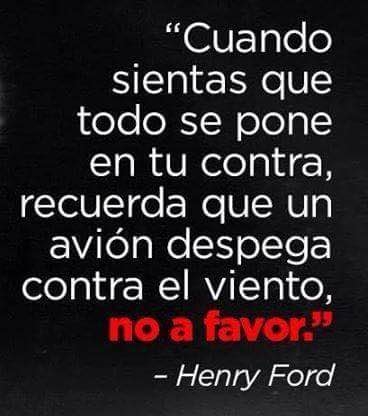 “Cuando
sientas que
todo se pone
en tu contra,
recuerda que un
avión despega
contra el viento,
no a favor.”
– Henry Ford